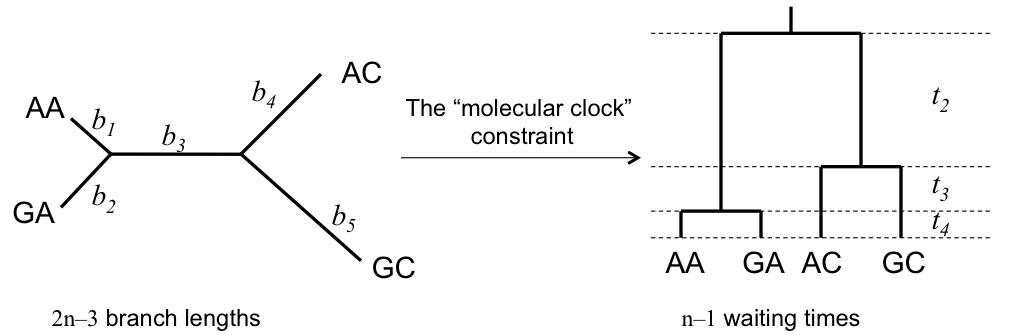 AA
b1
GA
b2
b3
b4
AC
b5
GC
2n–3 branch lengths
The “molecular clock”
constraint
t2
t3
t4
AA GA AC GC
n–1 waiting times